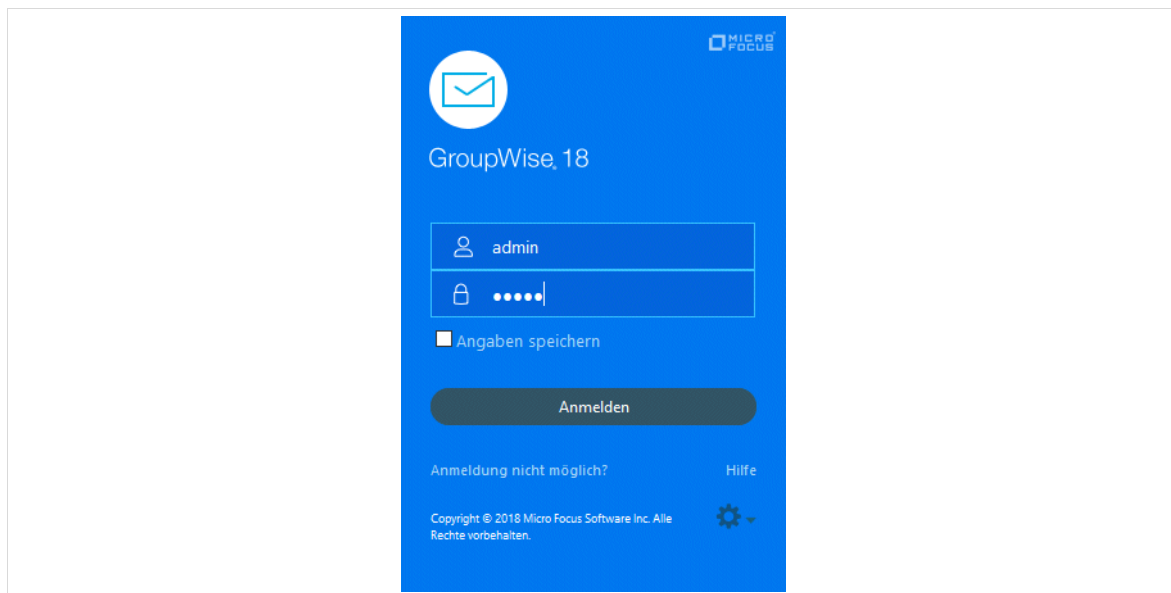 MICRO
FOCUS
GroupWise® 18
admin
•••••
Angaben speichern
Anmelden
Anmeldung nicht möglich? Hilfe
Copyright © 2018 Micro Focus Software Inc. Alle
Rechte vorbehalten.